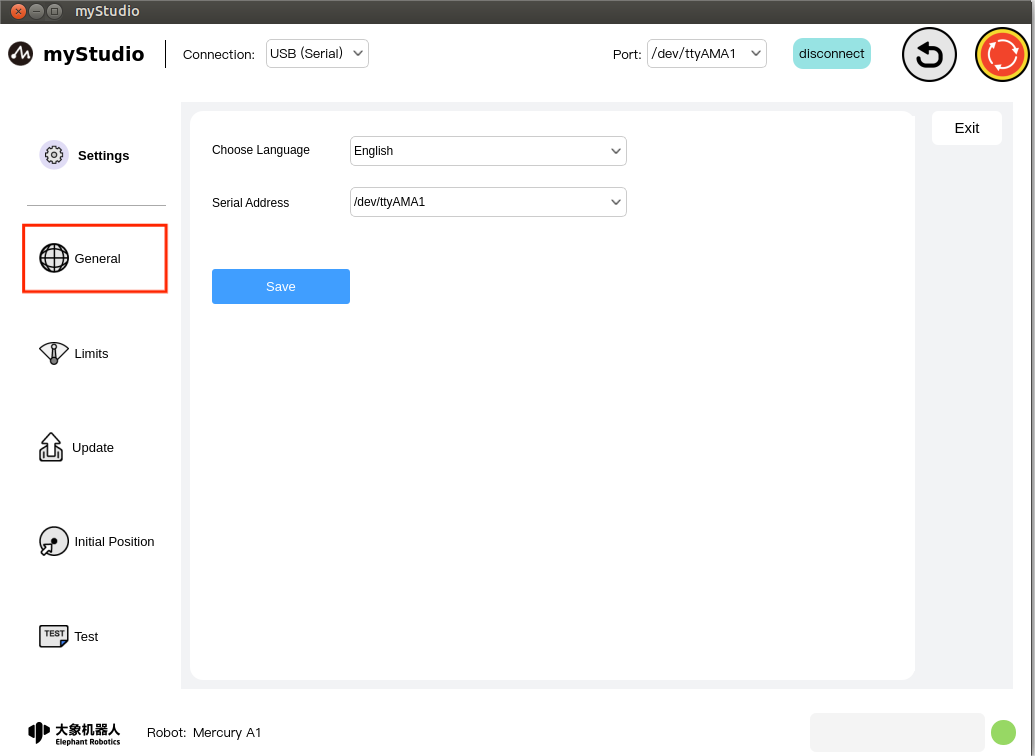 myStudio
myStudio
Connection: USB (Serial)
Port: /dev/ttyAMA1
disconnect
Settings
General
Limits
Update
Initial Position
TEST
Test
Choose Language English
Serial Address /dev/ttyAMA1
Save
Exit
大象机器人
Elephant Robotics
Robot: Mercury A1